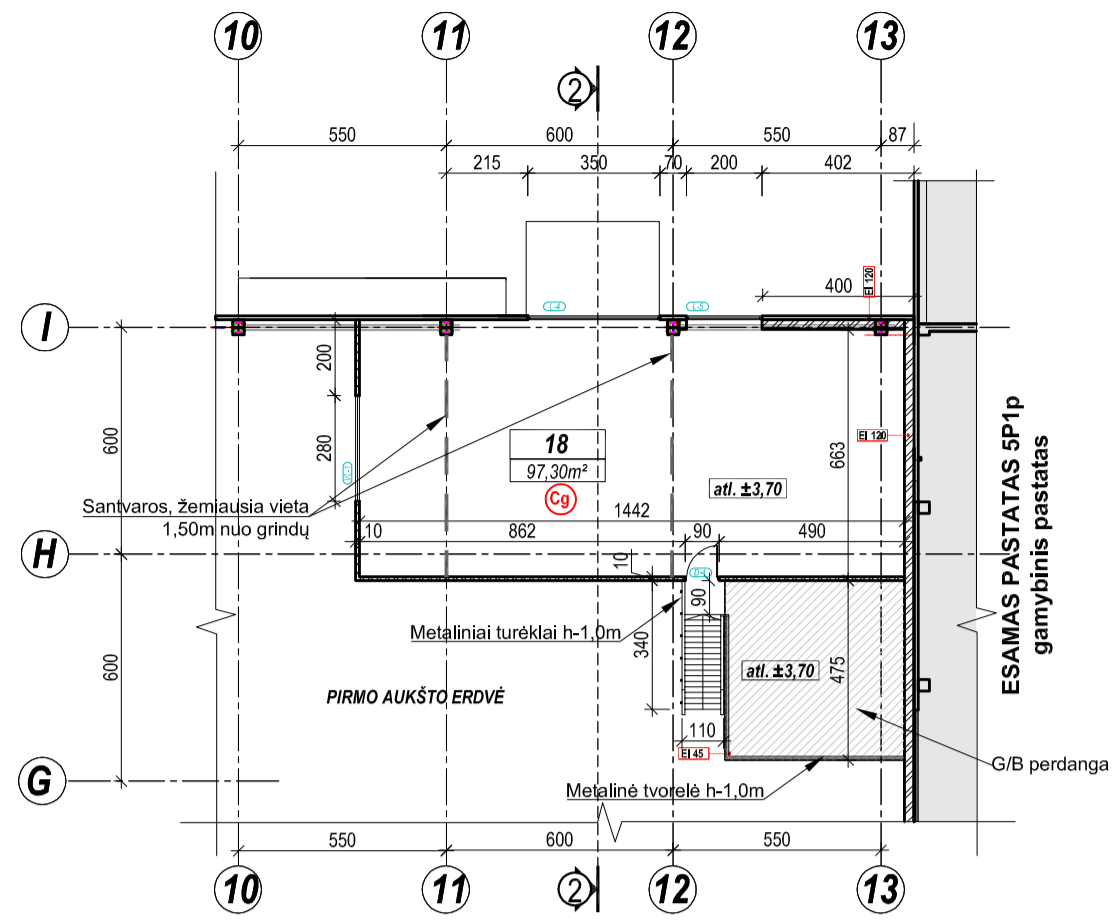 10 11 12 13
2
550 600 550 87
215 350 70 200 402
400
EI 120
L-4 L-5
I
200
600
280
18
97,30m²
Cg
EI 120
663
atl. ±3,70
Santvaros, žemiausia vieta
1,50m nuo grindų
1442
10 862 90 490
H
10
90
Metaliniai turėklai h-1,0m
340
atl. ±3,70
475
600
PIRMO AUKŠTO ERDVĖ
110
EI 45
G/B perdanga
G
Metalinė tvorelė h-1,0m
ESAMAS PASTATAS 5P1p
gamybinis pastatas
550 600 550
2
10 11 12 13